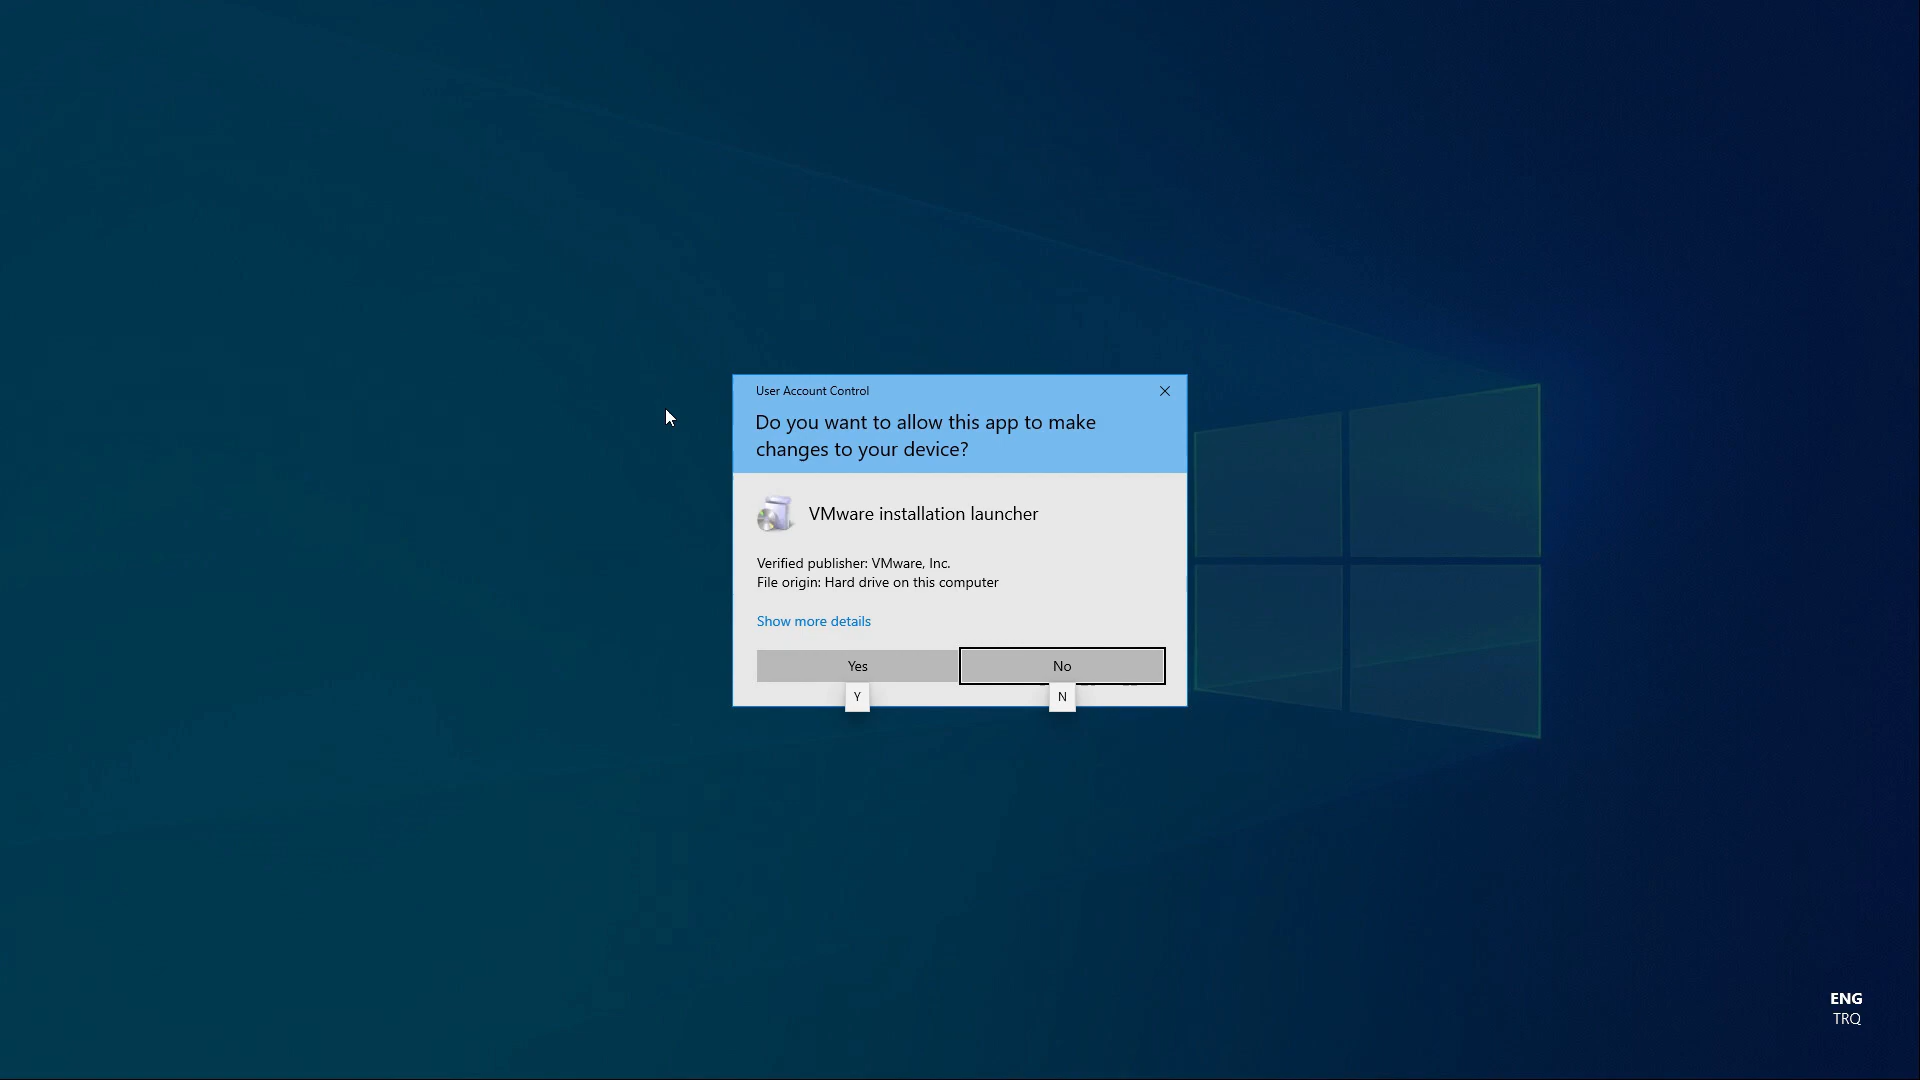 User Account Control
Do you want to allow this app to make
changes to your device?
VMware installation launcher
Verified publisher: VMware, Inc.
File origin: Hard drive on this computer
Show more details
Yes
No
Y
N
ENG
TRQ